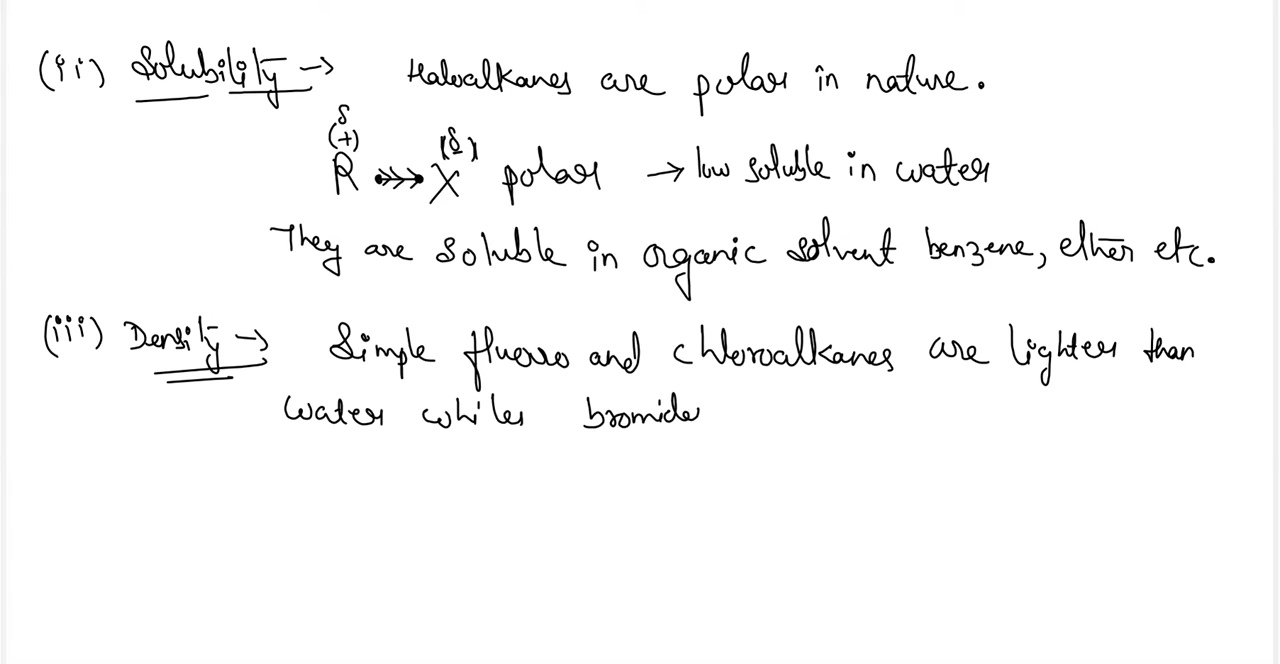 (ii) Solubility → Haloalkanes are polar in nature.
δ (+) (δ-)
R →→→ X polar → low soluble in water
They are soluble in organic solvent benzene, ether etc.
(iii) Density → Simple fluoro and chloroalkanes are lighter than
water whiles bromide